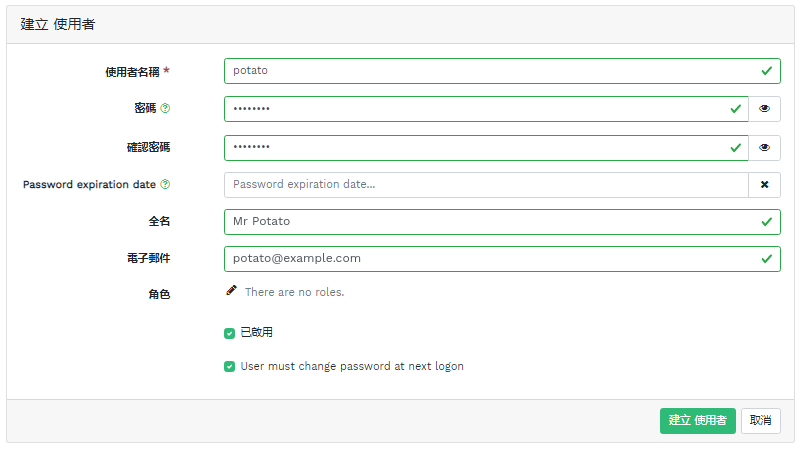 建立 使用者
使用者名稱 * potato
密碼 ••••••••
確認密碼 ••••••••
Password expiration date Password expiration date...
全名 Mr Potato
電子郵件 potato@example.com
角色 There are no roles.
已啟用
User must change password at next logon
建立 使用者 取消